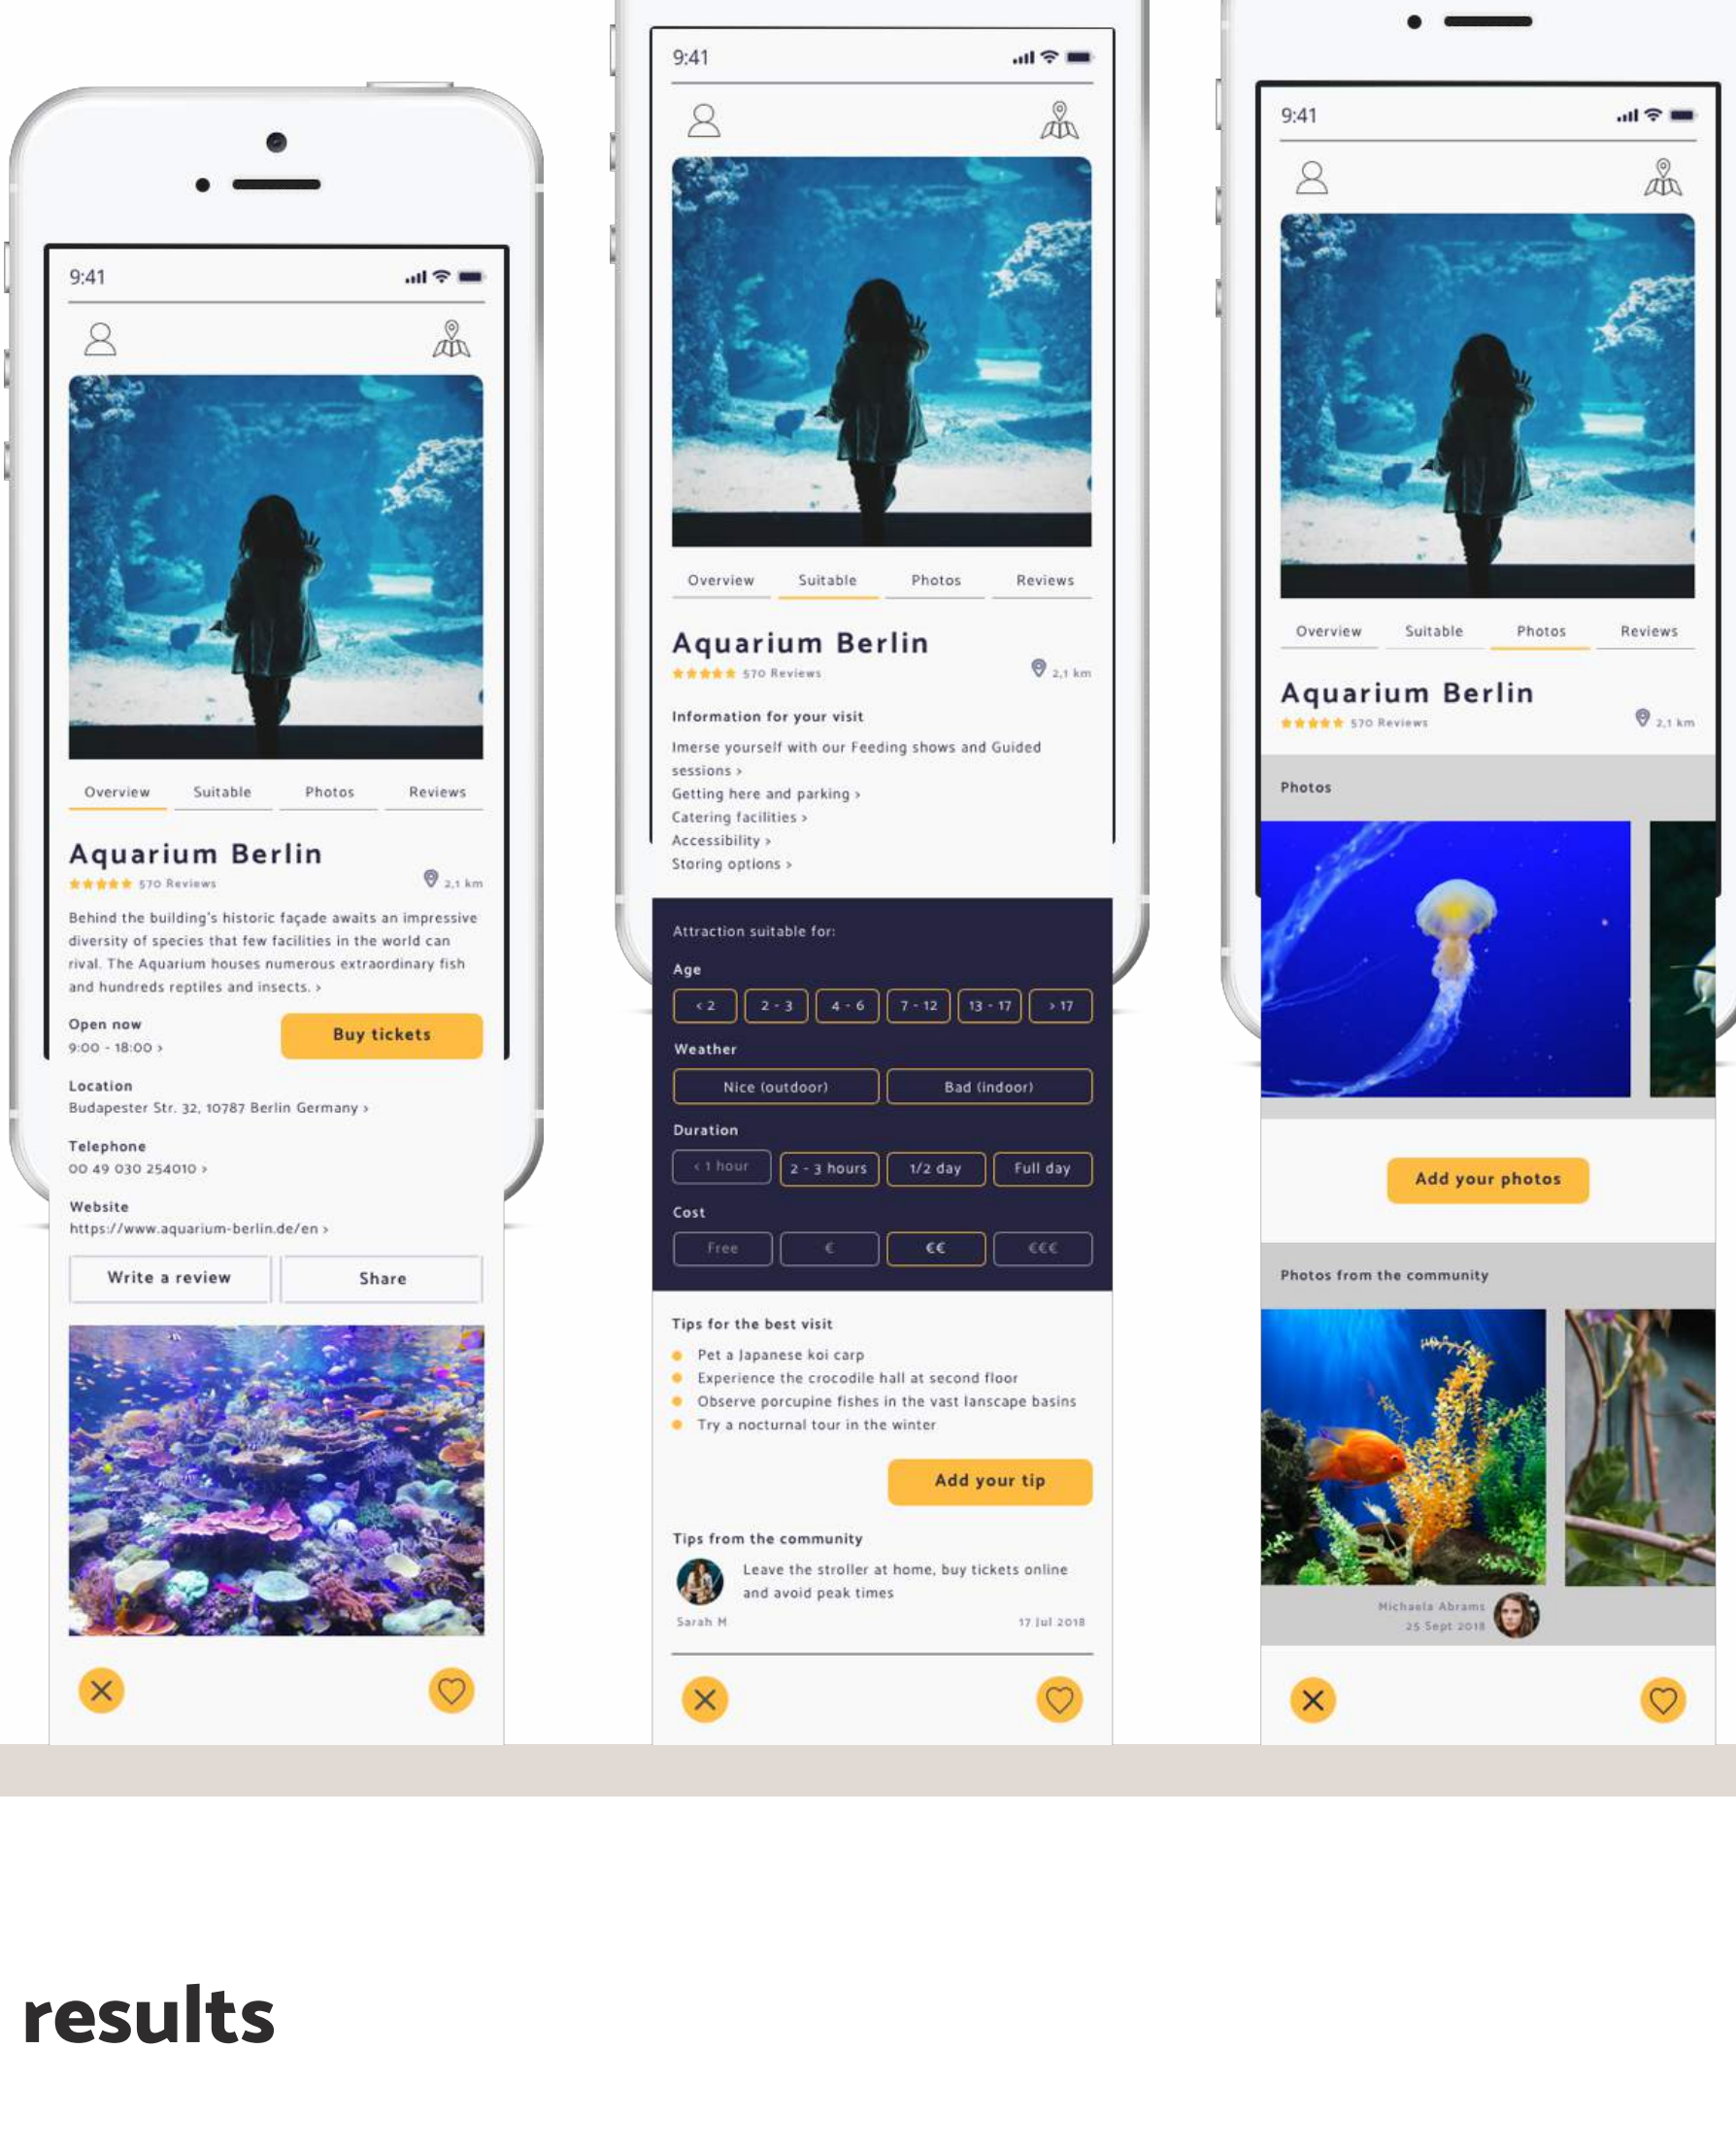 9:41
Overview Suitable Photos Reviews
Aquarium Berlin
570 Reviews 2,1 km
Behind the building's historic façade awaits an impressive
diversity of species that few facilities in the world can
rival. The Aquarium houses numerous extraordinary fish
and hundreds reptiles and insects. >
Open now
9:00 - 18:00 >
Buy tickets
Location
Budapester Str. 32, 10787 Berlin Germany >
Telephone
00 49 030 254010 >
Website
https://www.aquarium-berlin.de/en >
Write a review Share
9:41
Overview Suitable Photos Reviews
Aquarium Berlin
570 Reviews 2,1 km
Information for your visit
Imerse yourself with our Feeding shows and Guided
sessions >
Getting here and parking >
Catering facilities >
Accessibility >
Storing options >
Attraction suitable for:
Age
< 2 2 - 3 4 - 6 7 - 12 13 - 17 > 17
Weather
Nice (outdoor) Bad (indoor)
Duration
< 1 hour 2 - 3 hours 1/2 day Full day
Cost
Free € €€ €€€
Tips for the best visit
Pet a Japanese koi carp
Experience the crocodile hall at second floor
Observe porcupine fishes in the vast lanscape basins
Try a nocturnal tour in the winter
Add your tip
Tips from the community
Leave the stroller at home, buy tickets online
and avoid peak times
Sarah M 17 Jul 2018
9:41
Overview Suitable Photos Reviews
Aquarium Berlin
570 Reviews 2,1 km
Photos
Add your photos
Photos from the community
Michaela Abrams
25 Sept 2018
results